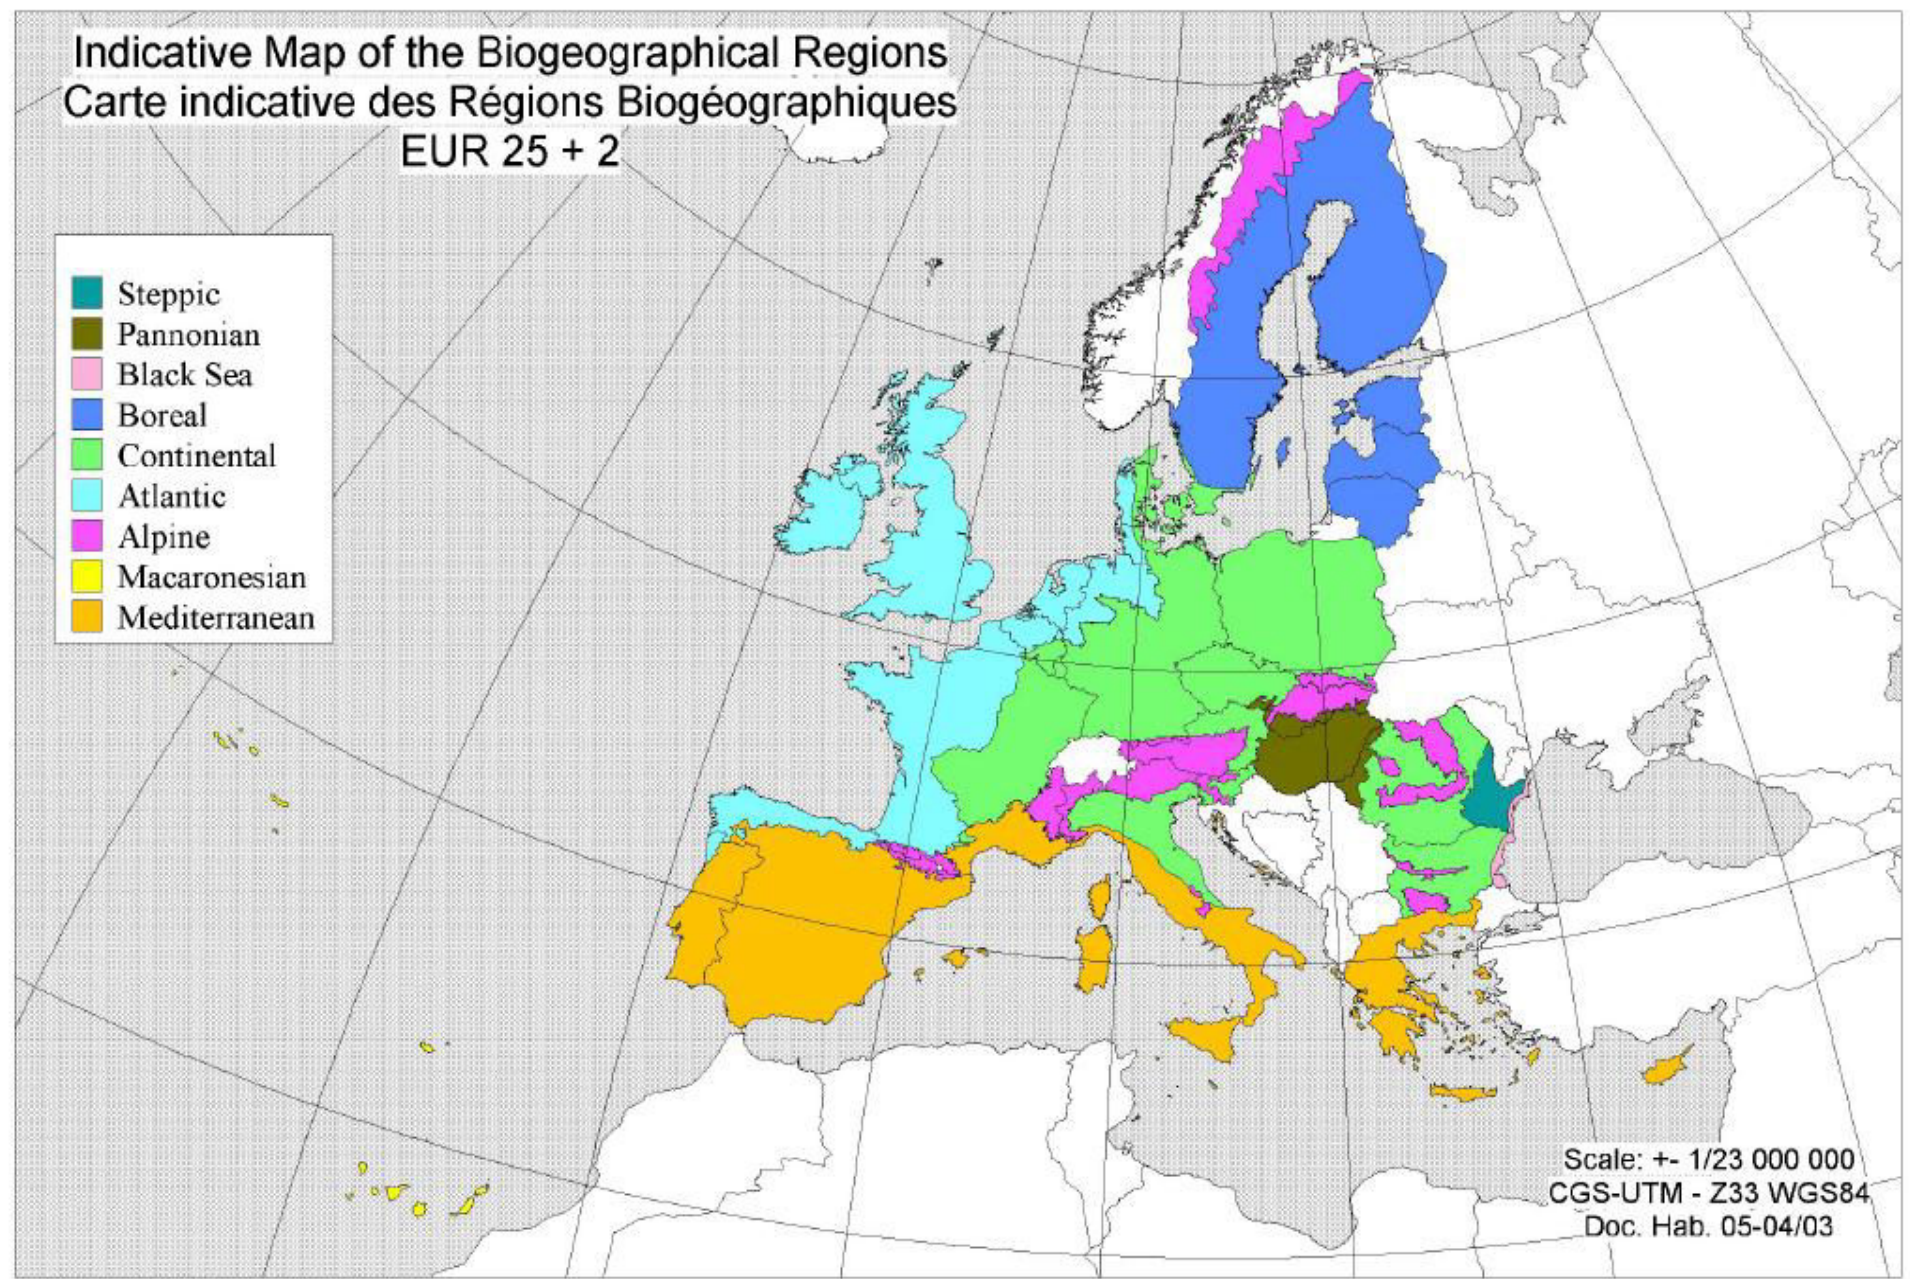 Indicative Map of the Biogeographical Regions
Carte indicative des Régions Biogéographiques
EUR 25 + 2
Steppic
Pannonian
Black Sea
Boreal
Continental
Atlantic
Alpine
Macaronesian
Mediterranean
Scale: +- 1/23 000 000
CGS-UTM - Z33 WGS84
Doc. Hab. 05-04/03